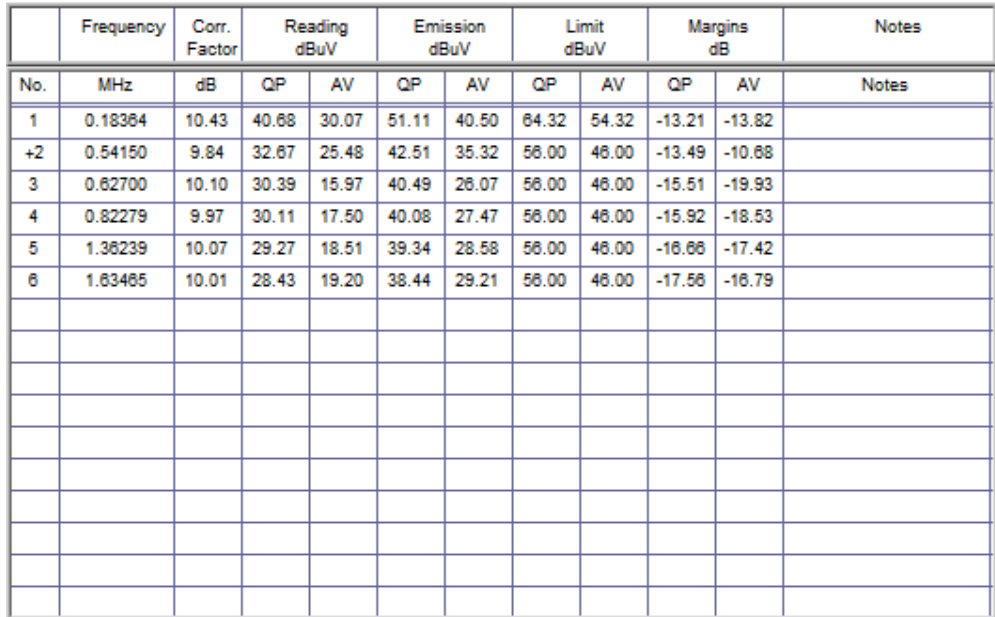 Frequency Corr. Factor Reading dBuV Emission dBuV Limit dBuV Margins dB Notes
No. MHz dB QP AV QP AV QP AV QP AV Notes
1 0.18364 10.43 40.68 30.07 51.11 40.50 64.32 54.32 -13.21 -13.82
+2 0.54150 9.84 32.67 25.48 42.51 35.32 56.00 46.00 -13.49 -10.68
3 0.62700 10.10 30.39 15.97 40.49 26.07 56.00 46.00 -15.51 -19.93
4 0.82279 9.97 30.11 17.50 40.08 27.47 56.00 46.00 -15.92 -18.53
5 1.36239 10.07 29.27 18.51 39.34 28.58 56.00 46.00 -16.66 -17.42
6 1.63465 10.01 28.43 19.20 38.44 29.21 56.00 46.00 -17.56 -16.79